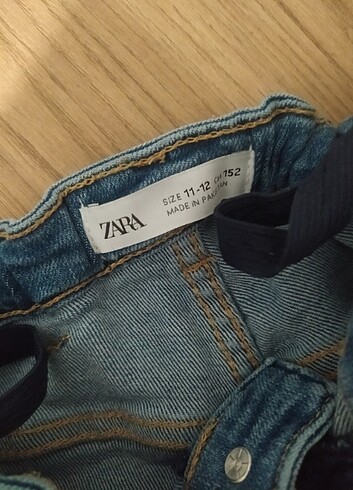 ZARA
SIZE 11-12 CM 152
MADE IN PAKISTAN